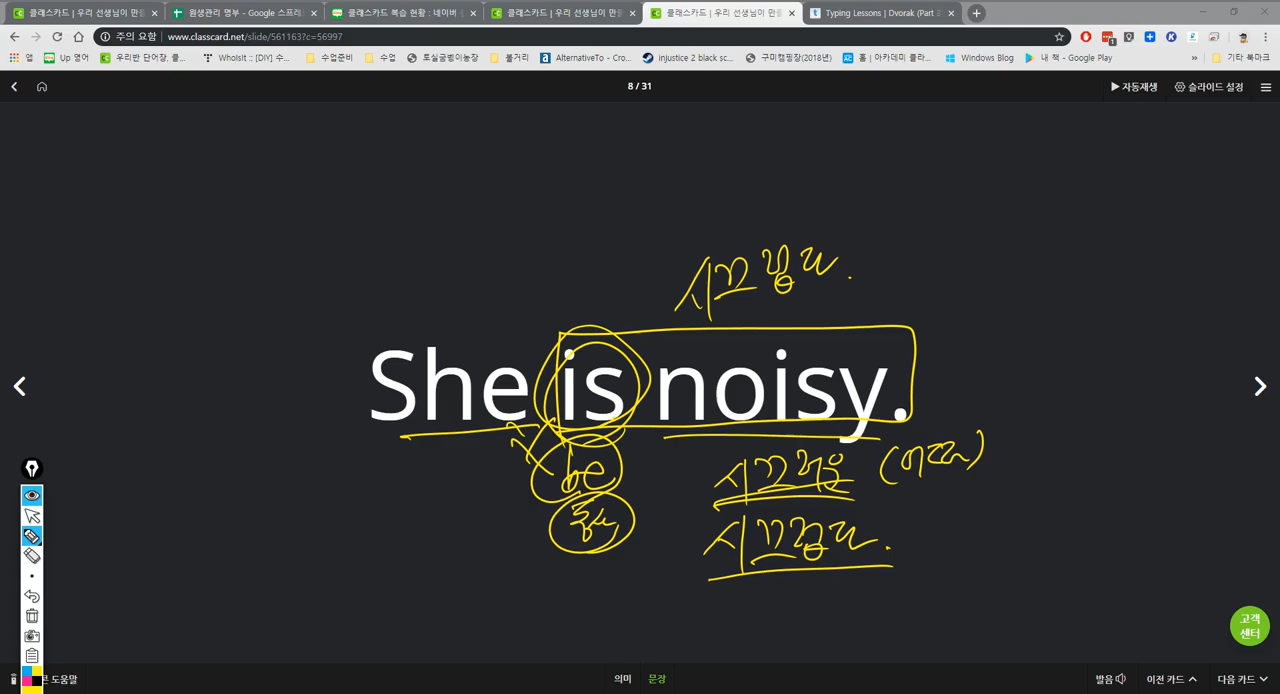 클래스카드 | 우리 선생님이 만든
원생관리 명부 - Google 스프레
클래스카드 복습 현황 : 네이버
클래스카드 | 우리 선생님이 만든
클래스카드 | 우리 선생님이 만든
Typing Lessons | Dvorak (Part 2
주의 요함 | www.classcard.net/slide/561163?c=56997
앱 Up 영어 우리반 단어장, 클... WhoIst :: [DIY] 수... 수업준비 수업 토실굼벵이농장 볼거리 AlternativeTo - Cro... injustice 2 black sc... 구미캠핑장(2018년) 홈 | 아카데미 플라... Windows Blog 내 책 - Google Play » 기타 북마크
8 / 31
자동재생 슬라이드 설정
시끄럽다.
She is noisy.
be
시끄러운
시끄럽다.
고객
센터
도움말
의미 문장
발음 이전 카드 다음 카드